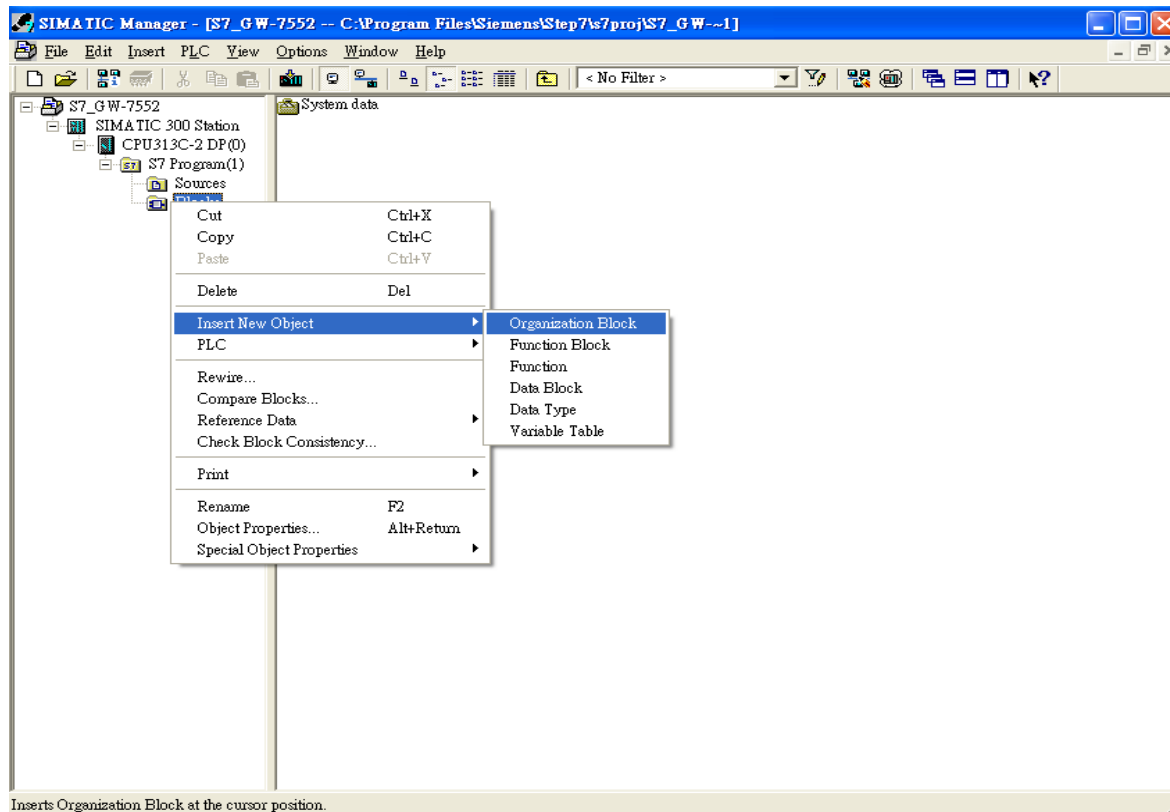 SIMATIC Manager - [S7_GW-7552 -- C:\Program Files\Siemens\Step7\s7proj\S7_GW-~1]
File Edit Insert PLC View Options Window Help
< No Filter >
S7_GW-7552
System data
SIMATIC 300 Station
CPU313C-2 DP(0)
S7 Program(1)
Sources
Blocks
Cut Ctrl+X
Copy Ctrl+C
Paste Ctrl+V
Delete Del
Insert New Object
PLC
Rewire...
Compare Blocks...
Reference Data
Check Block Consistency...
Print
Rename F2
Object Properties... Alt+Return
Special Object Properties
Organization Block
Function Block
Function
Data Block
Data Type
Variable Table
Inserts Organization Block at the cursor position.